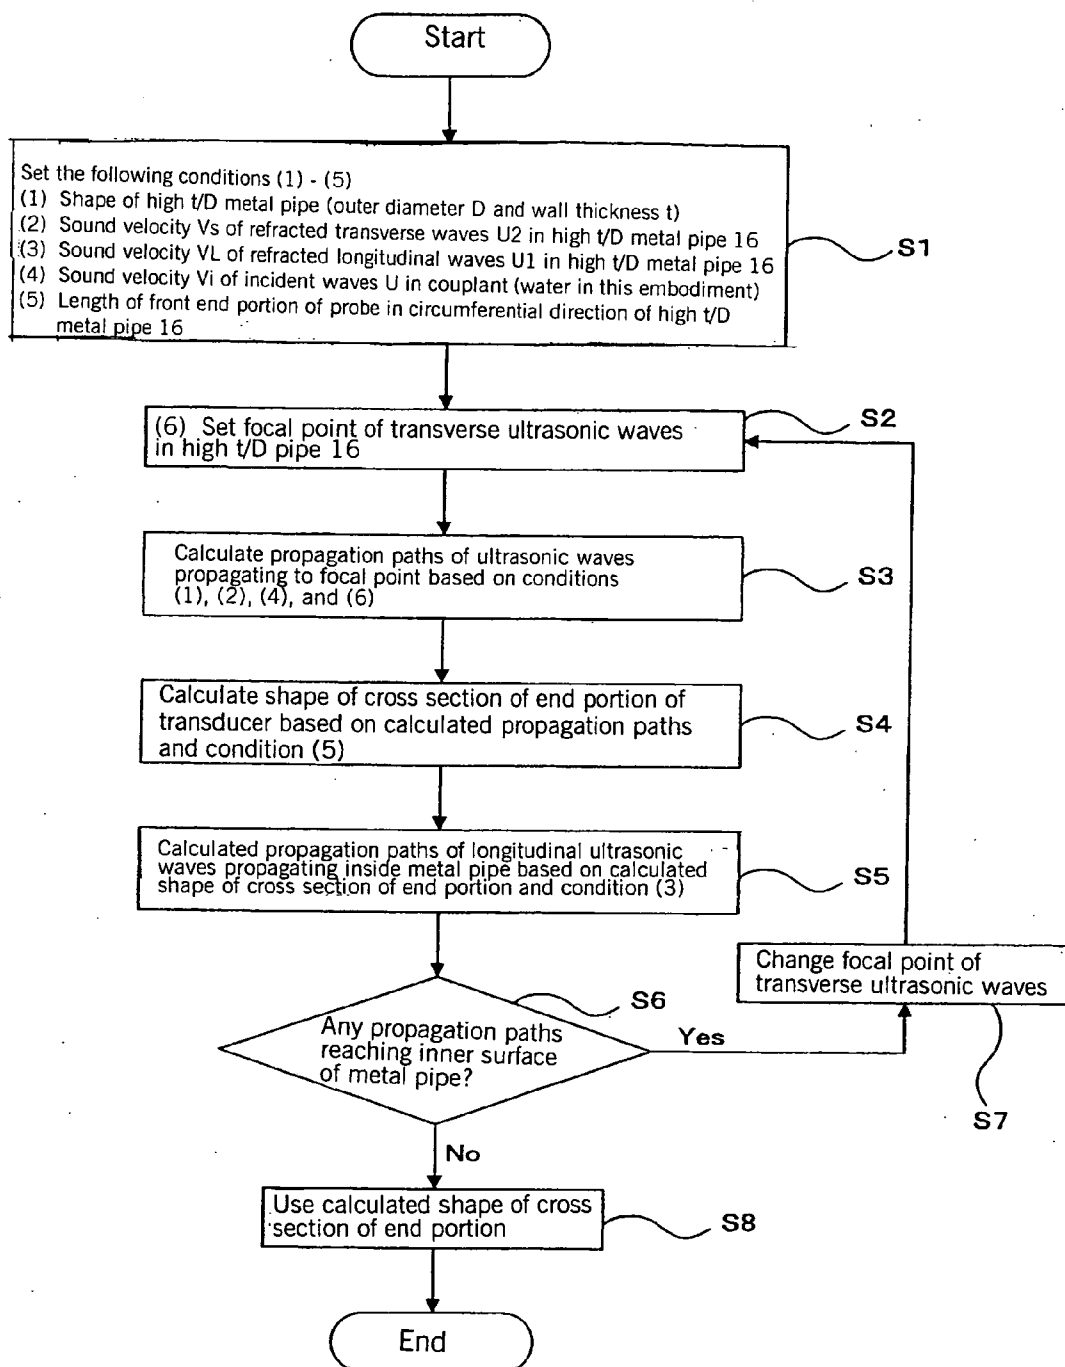 Start
Set the following conditions (1) - (5)
(1) Shape of high t/D metal pipe (outer diameter D and wall thickness t)
(2) Sound velocity Vs of refracted transverse waves U2 in high t/D metal pipe 16
(3) Sound velocity VL of refracted longitudinal waves U1 in high t/D metal pipe 16
(4) Sound velocity Vi of incident waves U in couplant (water in this embodiment)
(5) Length of front end portion of probe in circumferential direction of high t/D
metal pipe 16
S1
(6) Set focal point of transverse ultrasonic waves
in high t/D pipe 16
S2
Calculate propagation paths of ultrasonic waves
propagating to focal point based on conditions
(1), (2), (4), and (6)
S3
Calculate shape of cross section of end portion of
transducer based on calculated propagation paths
and condition (5)
S4
Calculated propagation paths of longitudinal ultrasonic
waves propagating inside metal pipe based on calculated
shape of cross section of end portion and condition (3)
S5
Change focal point of
transverse ultrasonic waves
S7
S6
Any propagation paths
reaching inner surface
of metal pipe?
Yes
No
Use calculated shape of cross
section of end portion
S8
End